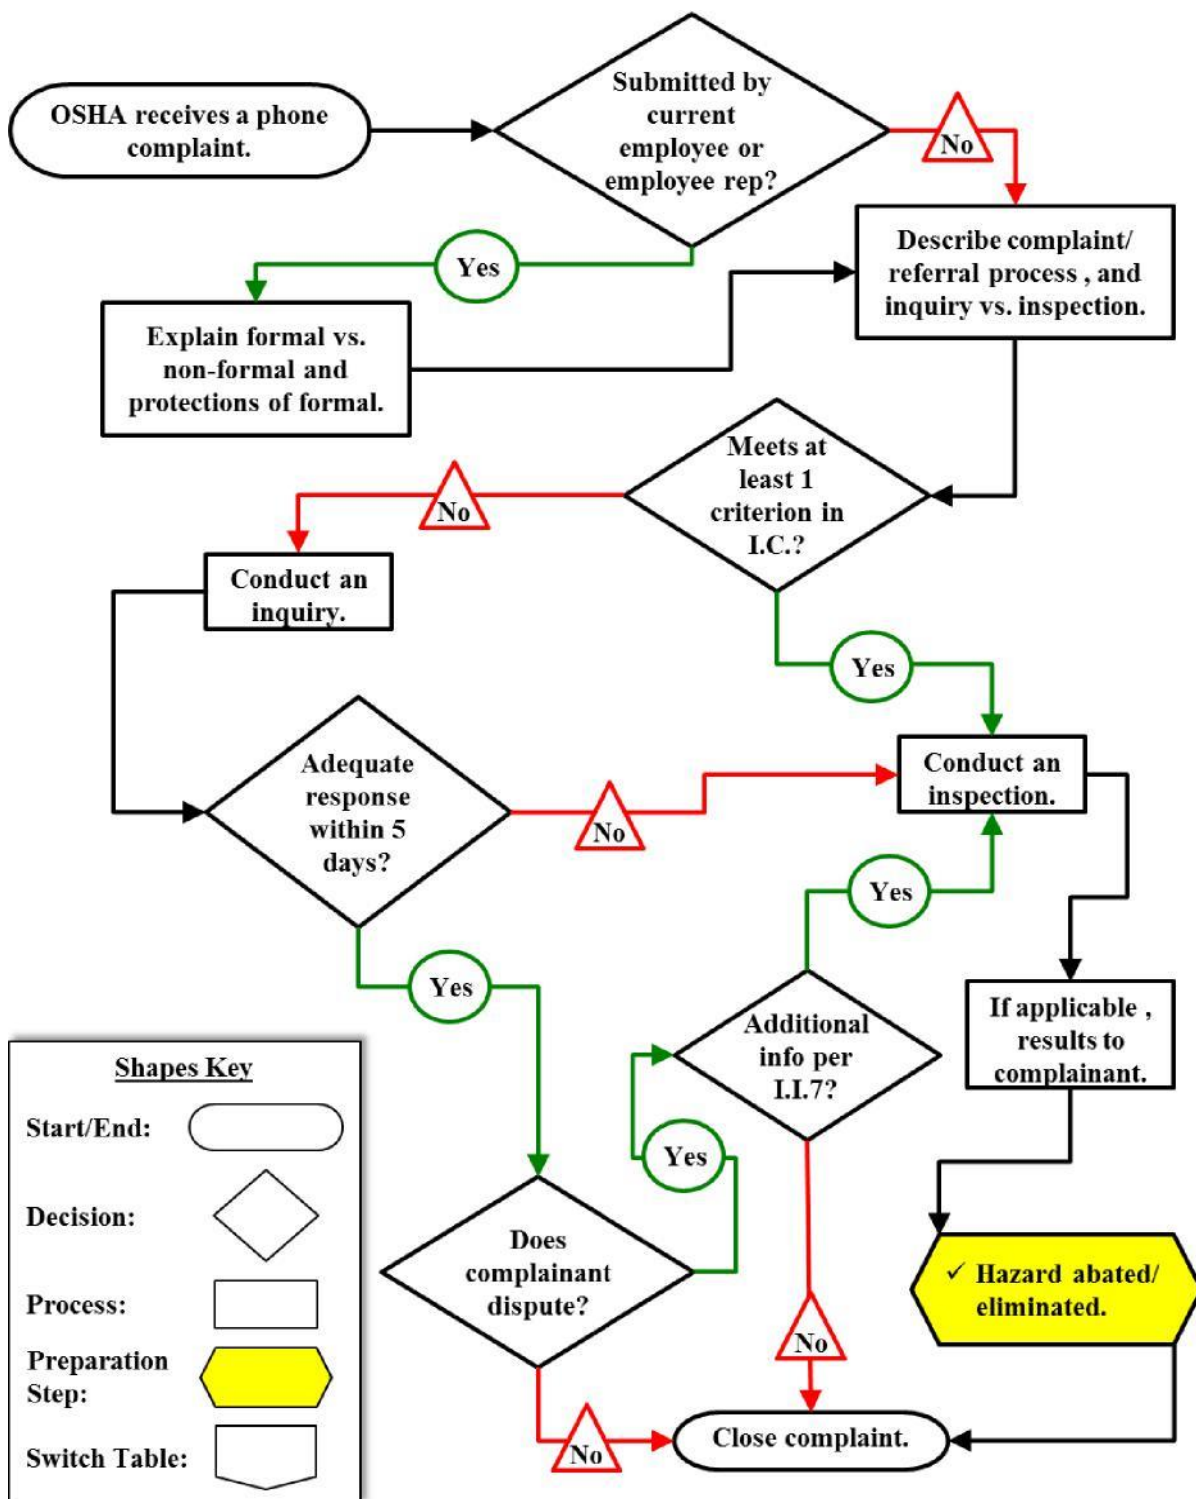 OSHA receives a phone
complaint.
Submitted by
current
employee or
employee rep?
No
Yes
Describe complaint/
referral process , and
inquiry vs. inspection.
Explain formal vs.
non-formal and
protections of formal.
Meets at
least 1
criterion in
I.C.?
No
Conduct an
inquiry.
Yes
Adequate
response
within 5
days?
No
Conduct an
inspection.
Yes
Yes
Additional
info per
I.I.7?
If applicable ,
results to
complainant.
Yes
Does
complainant
dispute?
✓ Hazard abated/
eliminated.
No
No
Close complaint.
Shapes Key
Start/End:
Decision:
Process:
Preparation
Step:
Switch Table: